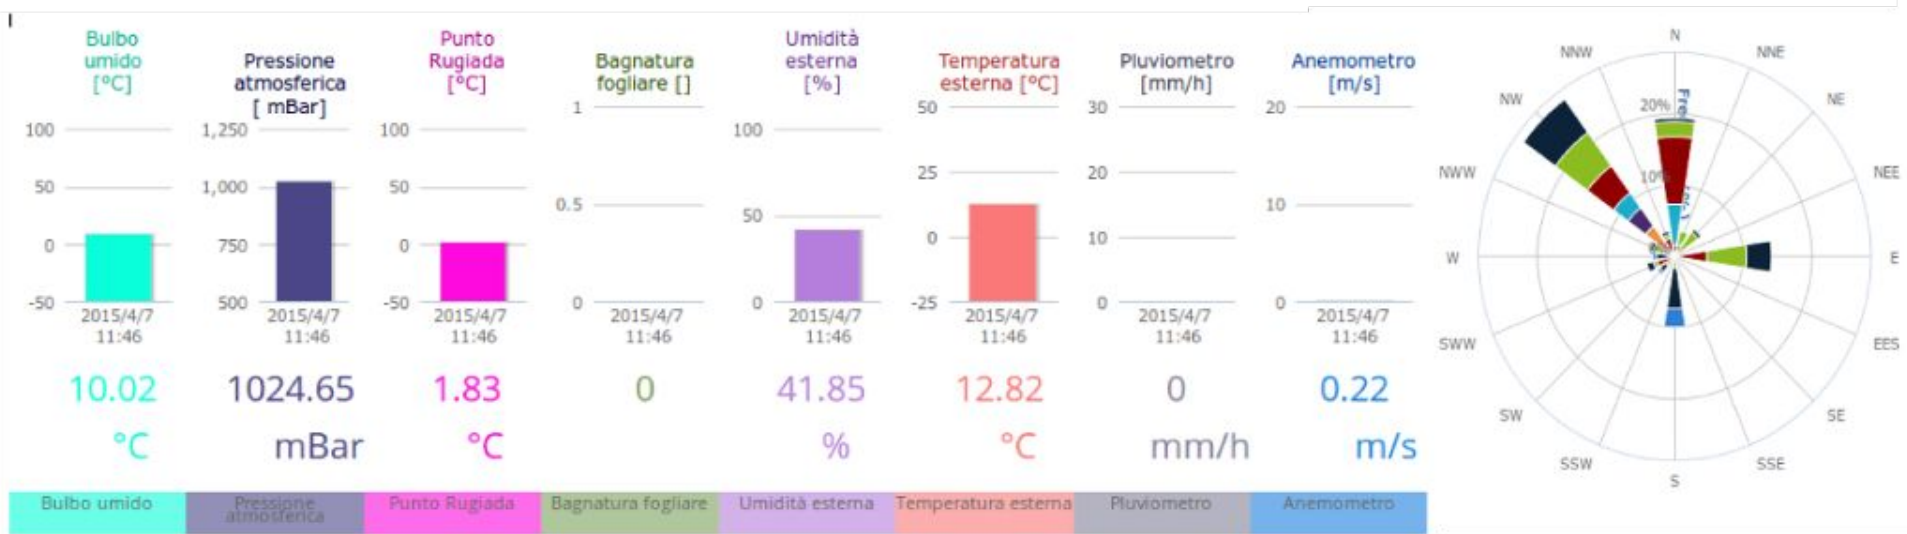 Bulbo
umido
[°C]
100
50
0
-50
2015/4/7
11:46
10.02
°C
Pressione
atmosferica
[ mBar]
1,250
1,000
750
500
2015/4/7
11:46
1024.65
mBar
Punto
Rugiada
[°C]
100
50
0
-50
2015/4/7
11:46
1.83
°C
Bagnatura
fogliare []
1
0.5
0
2015/4/7
11:46
0
Umidità
esterna
[%]
100
50
0
2015/4/7
11:46
41.85
%
Temperatura
esterna [°C]
50
25
0
-25
2015/4/7
11:46
12.82
°C
Pluviometro
[mm/h]
30
20
10
0
2015/4/7
11:46
0
mm/h
Anemometro
[m/s]
20
10
0
2015/4/7
11:46
0.22
m/s
Bulbo umido
Pressione
atmosferica
Punto Rugiada
Bagnatura fogliare
Umidità esterna
Temperatura esterna
Pluviometro
Anemometro
N
NNE
NE
NEE
E
EES
SE
SSE
S
SSW
SW
SWW
W
NWW
NW
NNW
20%
10%
Fre